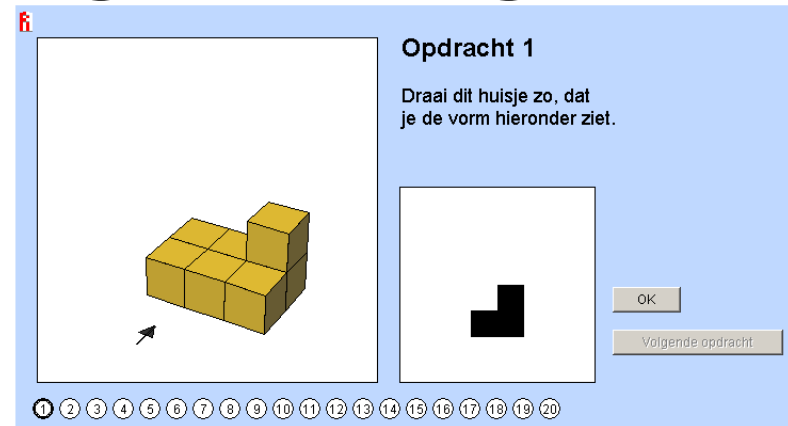 Opdracht 1
Draai dit huisje zo, dat
je de vorm hieronder ziet.
OK
Volgende opdracht
1 2 3 4 5 6 7 8 9 10 11 12 13 14 15 16 17 18 19 20